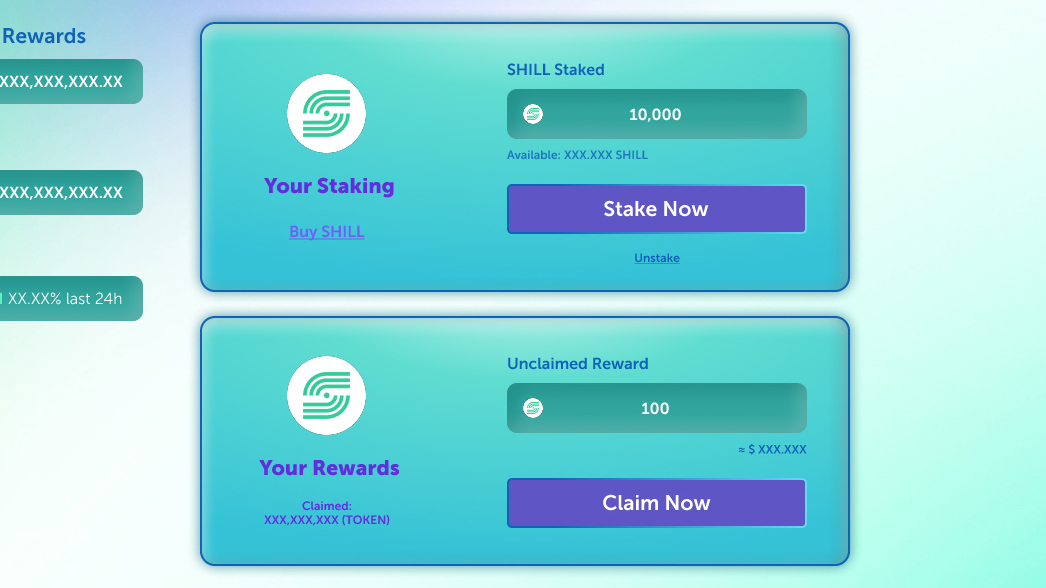 Rewards
XXX,XXX,XXX.XX
XXX,XXX,XXX.XX
XX.XX% last 24h
SHILL Staked
10,000
Available: XXX.XXX SHILL
Your Staking
Stake Now
Buy SHILL
Unstake
Unclaimed Reward
100
≈ $ XXX.XXX
Your Rewards
Claim Now
Claimed:
XXX,XXX,XXX (TOKEN)